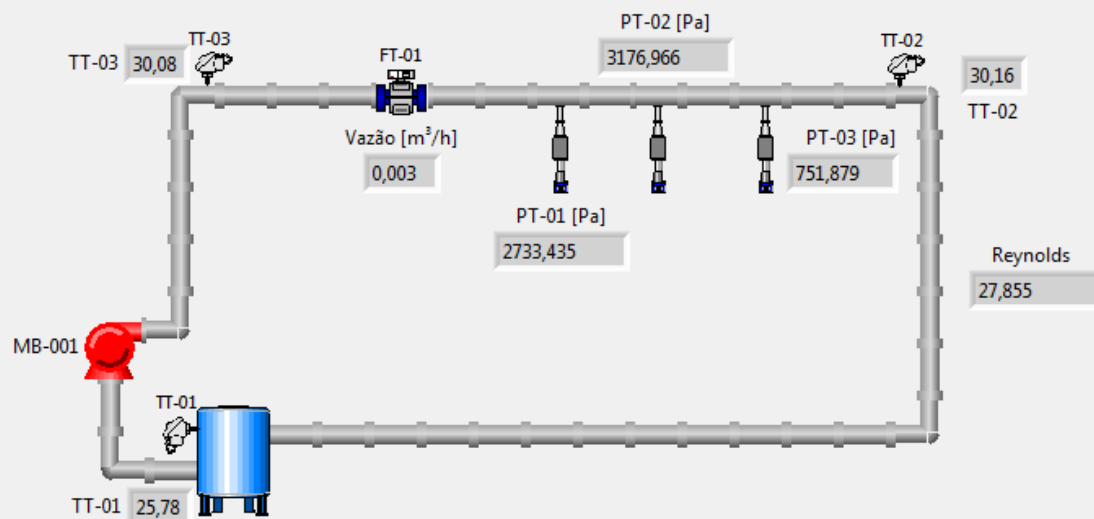 PT-02 [Pa]
3176,966
TT-03
TT-03 30,08
FT-01
TT-02
30,16
TT-02
Vazão [m³/h]
0,003
PT-03 [Pa]
751,879
PT-01 [Pa]
2733,435
Reynolds
27,855
MB-001
TT-01
TT-01 25,78